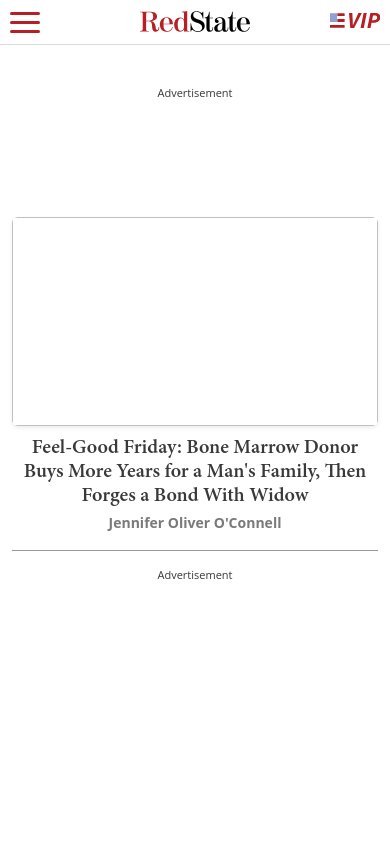 RedState
VIP
Advertisement
Feel-Good Friday: Bone Marrow Donor
Buys More Years for a Man's Family, Then
Forges a Bond With Widow
Jennifer Oliver O'Connell
Advertisement